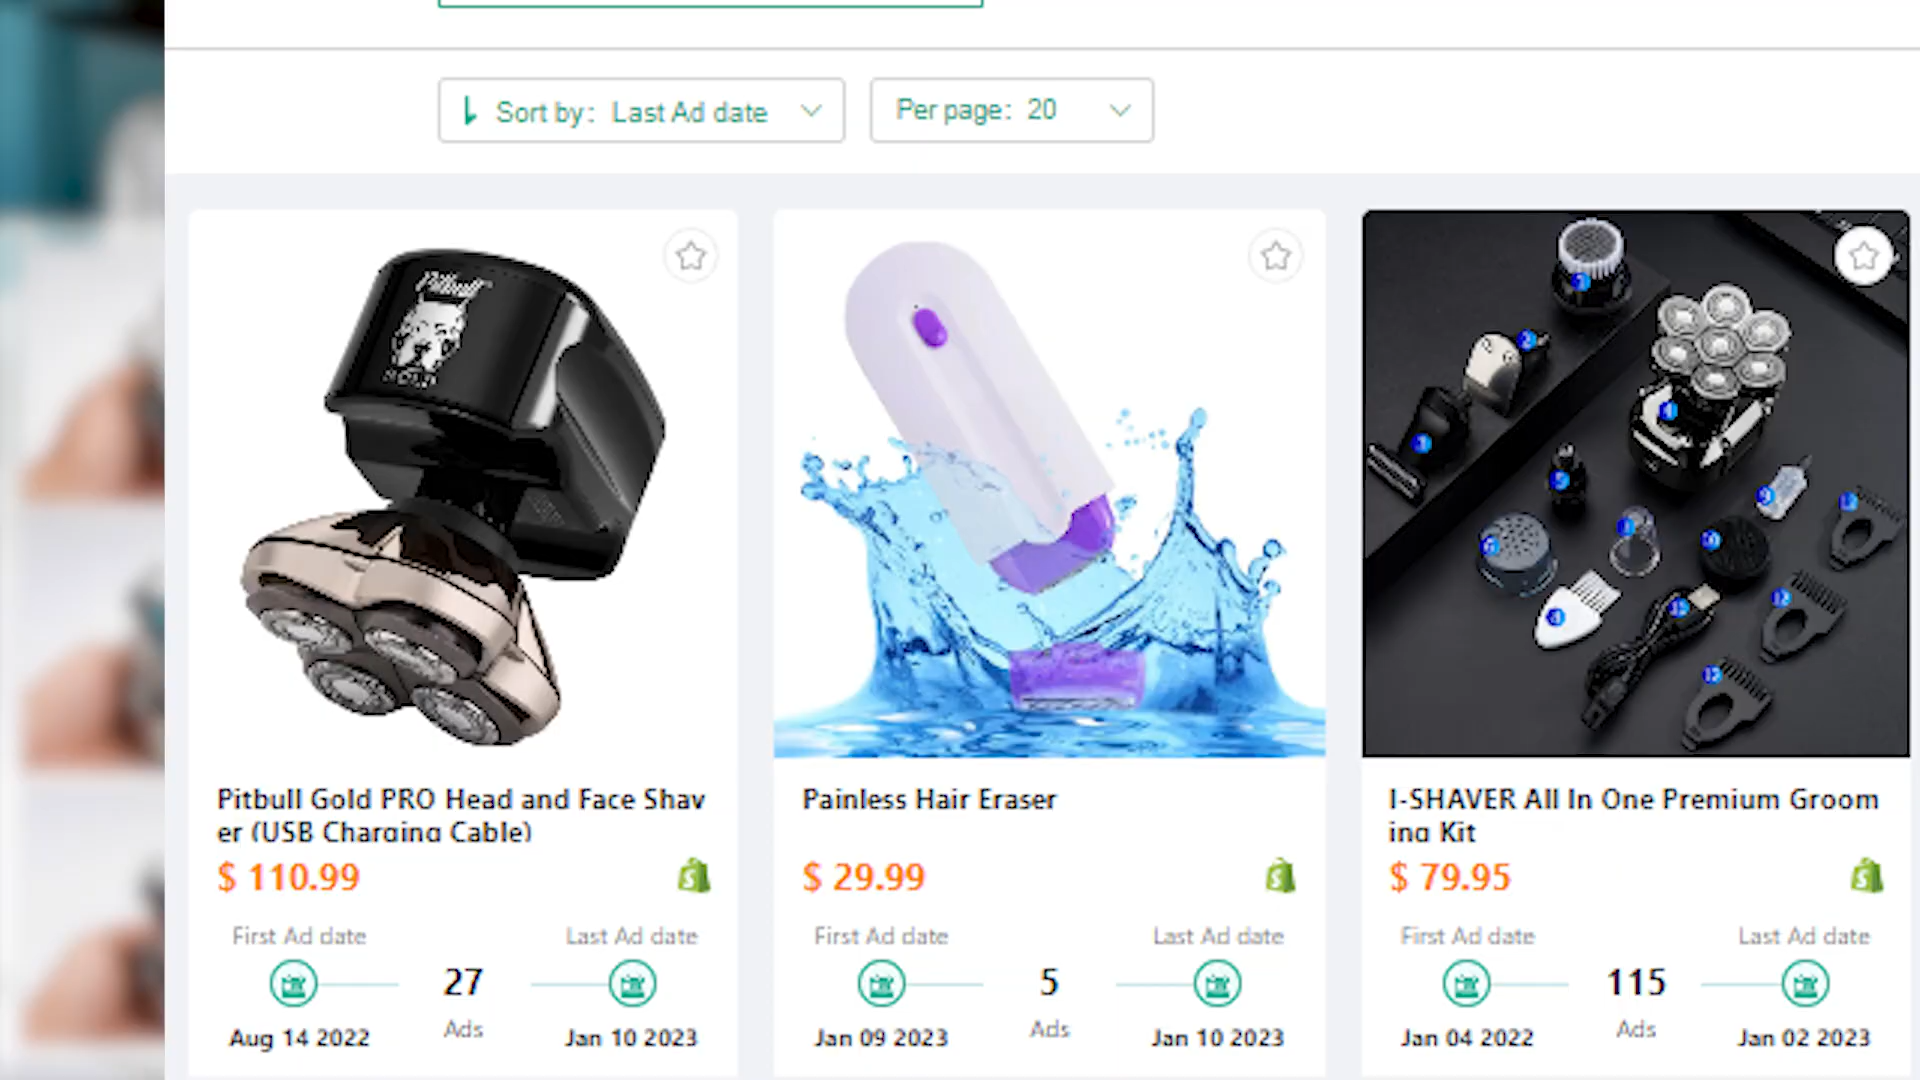 Sort by: Last Ad date
Per page: 20
Pitbull
Pitbull Gold PRO Head and Face Shav
er (USB Charging Cable)
$ 110.99
First Ad date
Last Ad date
27
Ads
Aug 14 2022
Jan 10 2023
Painless Hair Eraser
$ 29.99
First Ad date
Last Ad date
5
Ads
Jan 09 2023
Jan 10 2023
I-SHAVER All In One Premium Groom
ing Kit
$ 79.95
First Ad date
Last Ad date
115
Ads
Jan 04 2022
Jan 02 2023